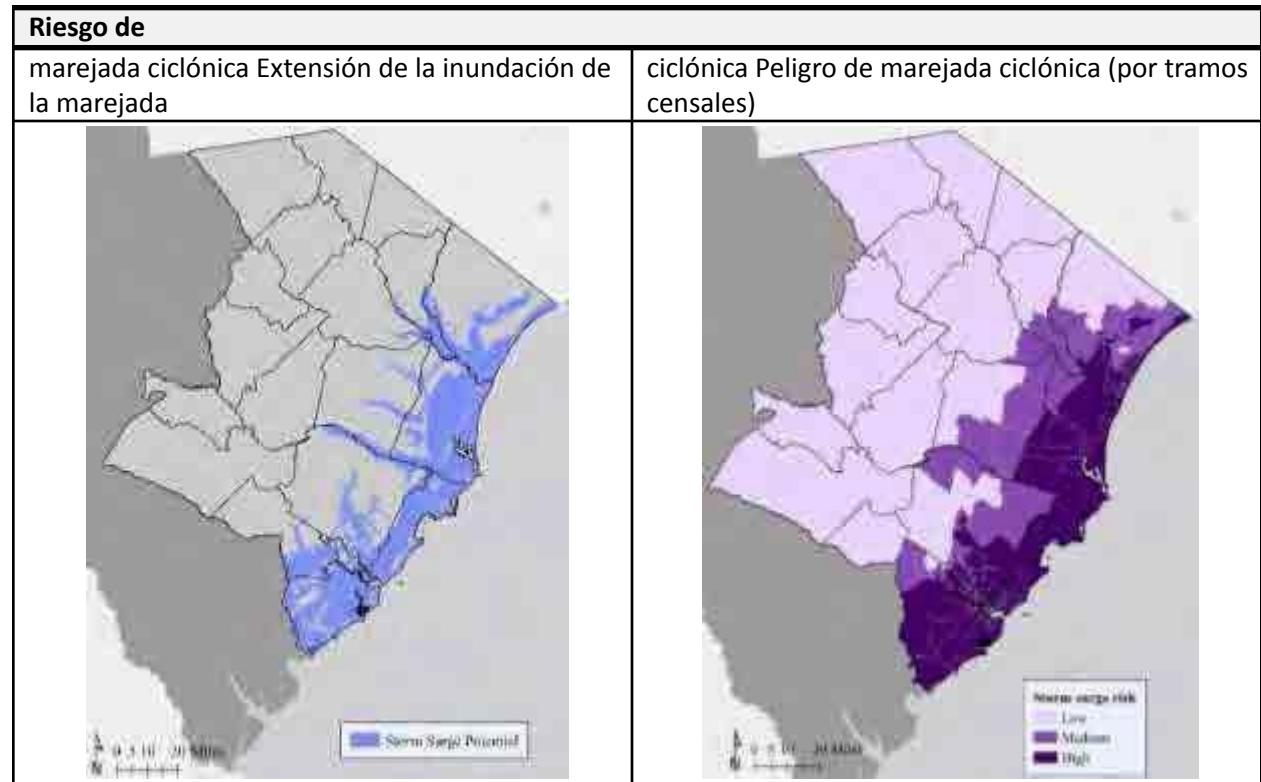 Riesgo de
marejada ciclónica Extensión de la inundación de
la marejada
ciclónica Peligro de marejada ciclónica (por tramos
censales)
Storm Surge Potential
N
Storm surge risk
Low
Medium
High
N